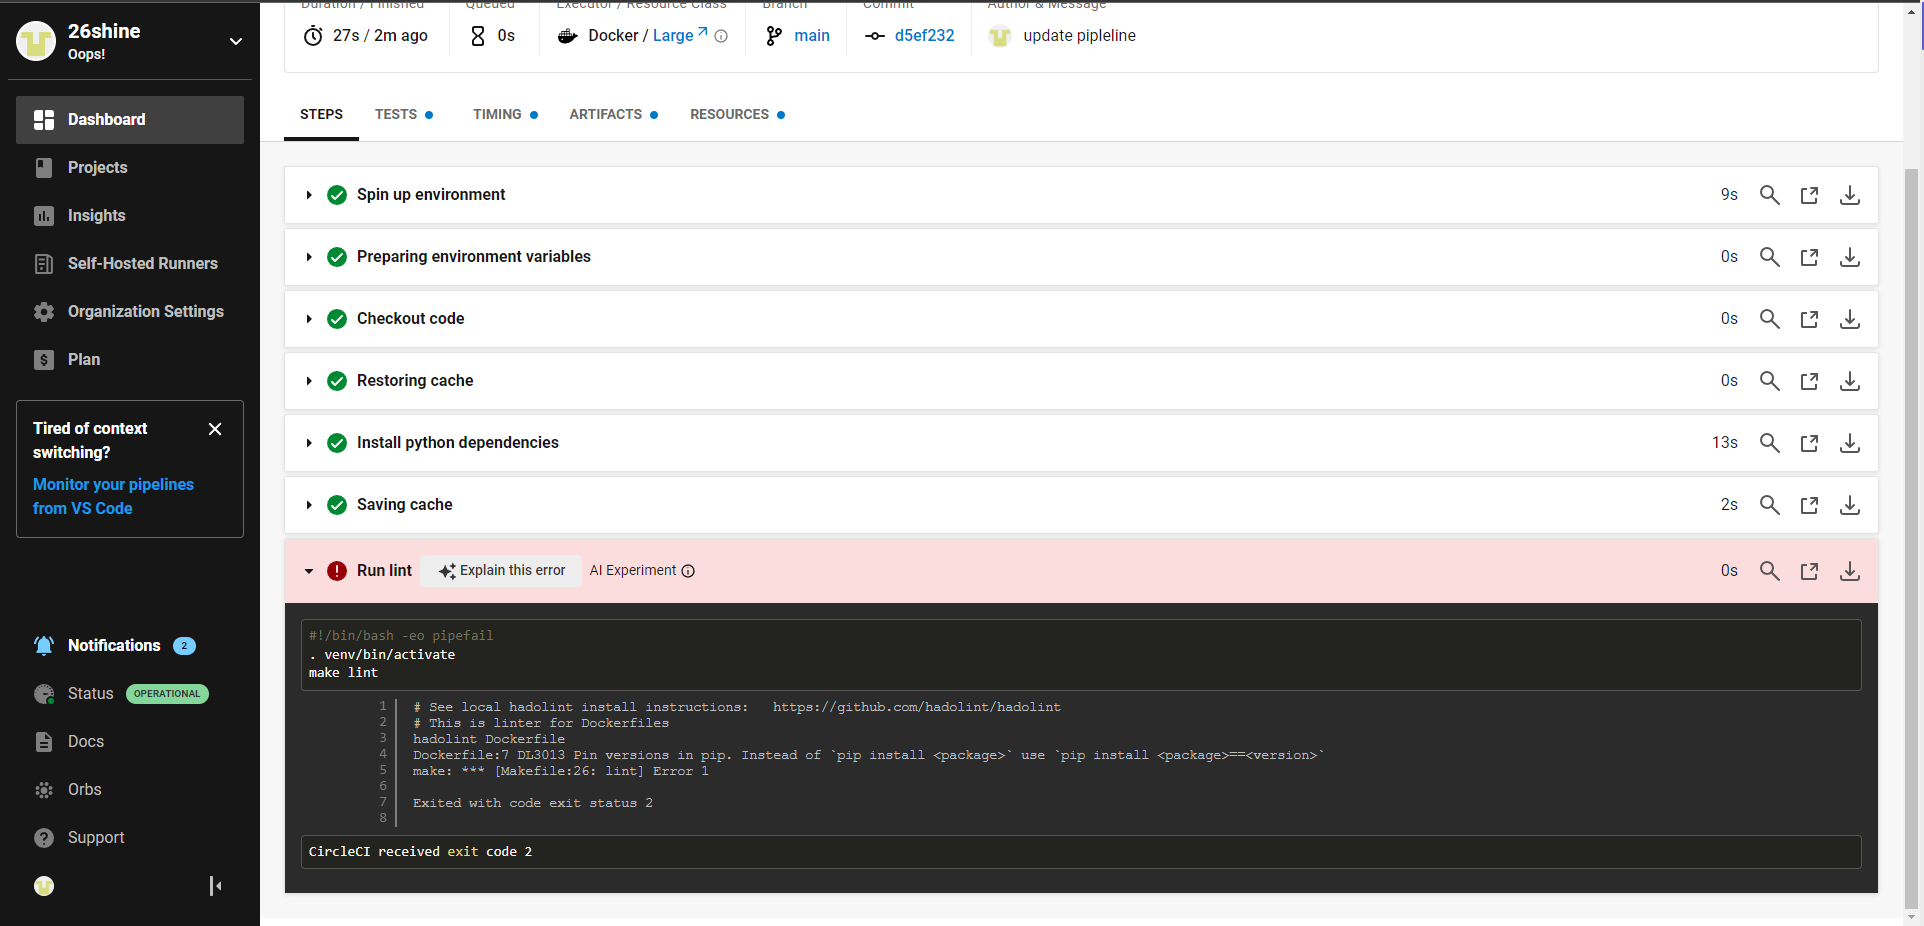 26shine
Oops!
Dashboard
Projects
Insights
Self-Hosted Runners
Organization Settings
Plan
Tired of context
switching?
Monitor your pipelines
from VS Code
Notifications 2
Status OPERATIONAL
Docs
Orbs
Support
Duration / Finished Queued Executor / Resource Class Branch Commit Author & Message
27s / 2m ago 0s Docker / Large main d5ef232 update pipleline
STEPS TESTS TIMING ARTIFACTS RESOURCES
Spin up environment 9s
Preparing environment variables 0s
Checkout code 0s
Restoring cache 0s
Install python dependencies 13s
Saving cache 2s
Run lint Explain this error AI Experiment 0s
#!/bin/bash -eo pipefail
. venv/bin/activate
make lint
1 # See local hadolint install instructions:   https://github.com/hadolint/hadolint
2 # This is linter for Dockerfiles
3 hadolint Dockerfile
4 Dockerfile:7 DL3013 Pin versions in pip. Instead of `pip install <package>` use `pip install <package>==<version>`
5 make: *** [Makefile:26: lint] Error 1
6
7 Exited with code exit status 2
8
CircleCI received exit code 2